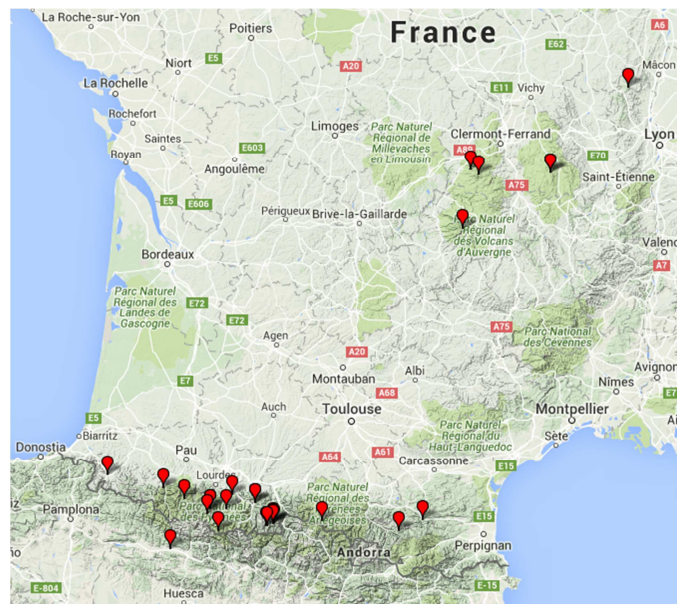 La Roche-sur-Yon
Poitiers
France
E62
A6
Niort
E5
A20
Mâcon
La Rochelle
E11
Vichy
Rochefort
Limoges
Parc Naturel
Régional de
Millevaches
en Limousin
Clermont-Ferrand
Lyon
Saintes
E603
A89
E70
Royan
Angoulême
A75
Saint-Étienne
E5
E606
Périgueux
Brive-la-Gaillarde
Régional
des Volcans
d'Auvergne
Valenc
A7
Bordeaux
Parc Naturel
Régional des
Landes de
Gascogne
E72
E72
A75
Parc National
des Cévennes
Agen
A20
Avignon
E7
Montauban
Albi
Nîmes
A68
E7
Auch
Toulouse
Parc Naturel
Régional du
Haut-Languedoc
Montpellier
E5
Biarritz
Sète
Donostia
Pau
A64
A61
Carcassonne
E15
Lourdes
Parc Naturel
Régional des
Pamplona
E15
Andorra
Perpignan
E-804
Huesca
E-15